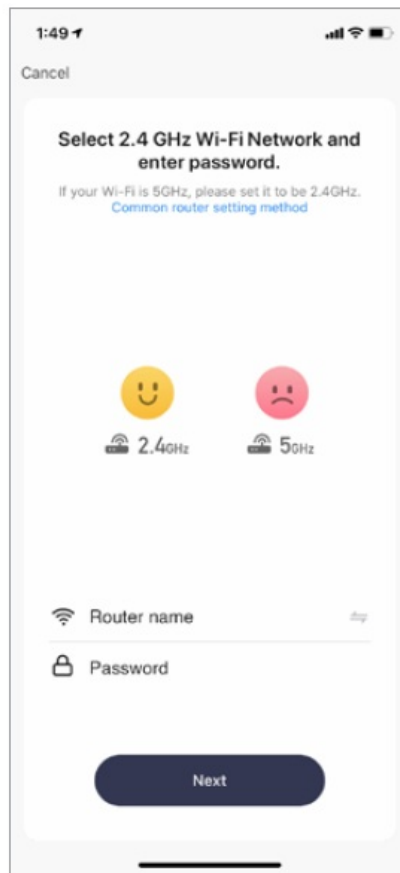 1:49
Cancel
Select 2.4 GHz Wi-Fi Network and
enter password.
If your Wi-Fi is 5GHz, please set it to be 2.4GHz.
Common router setting method
2.4GHz
5GHz
Router name
Password
Next